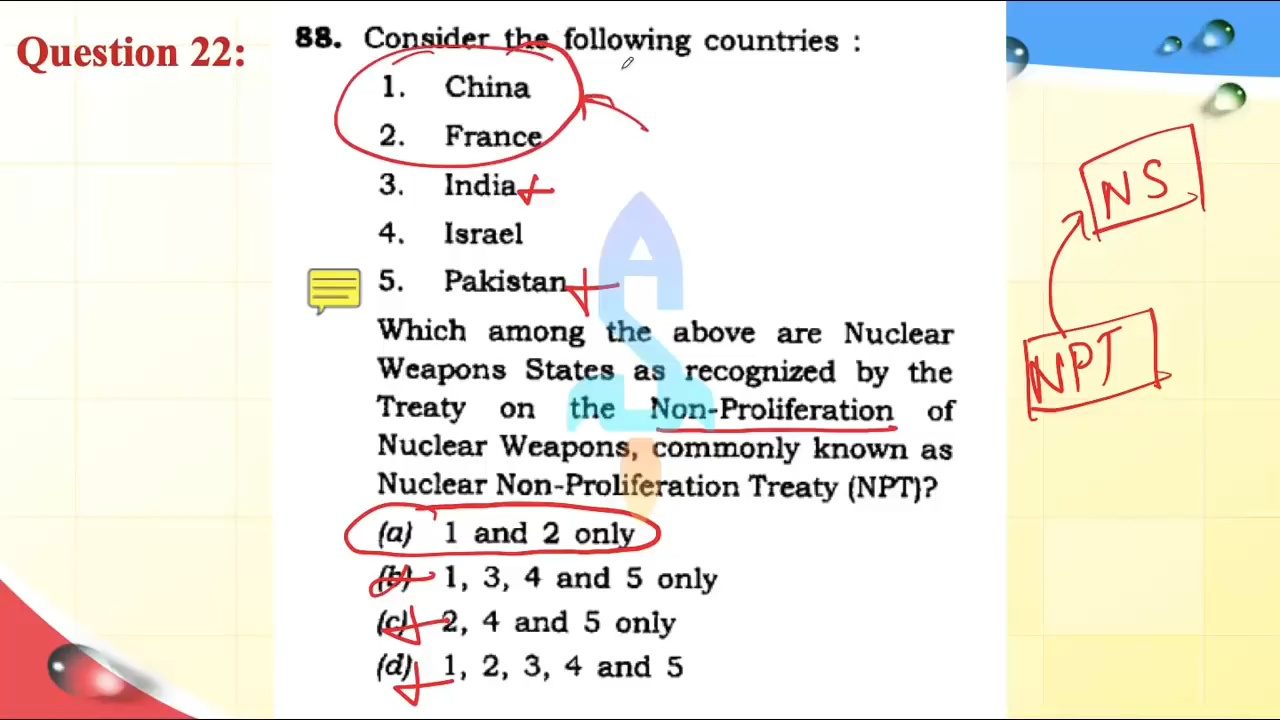 Question 22:
88. Consider the following countries :
1. China
2. France
3. India
4. Israel
5. Pakistan
Which among the above are Nuclear
Weapons States as recognized by the
Treaty on the Non-Proliferation of
Nuclear Weapons, commonly known as
Nuclear Non-Proliferation Treaty (NPT)?
(a) 1 and 2 only
(b) 1, 3, 4 and 5 only
(c) 2, 4 and 5 only
(d) 1, 2, 3, 4 and 5
NS
NPT